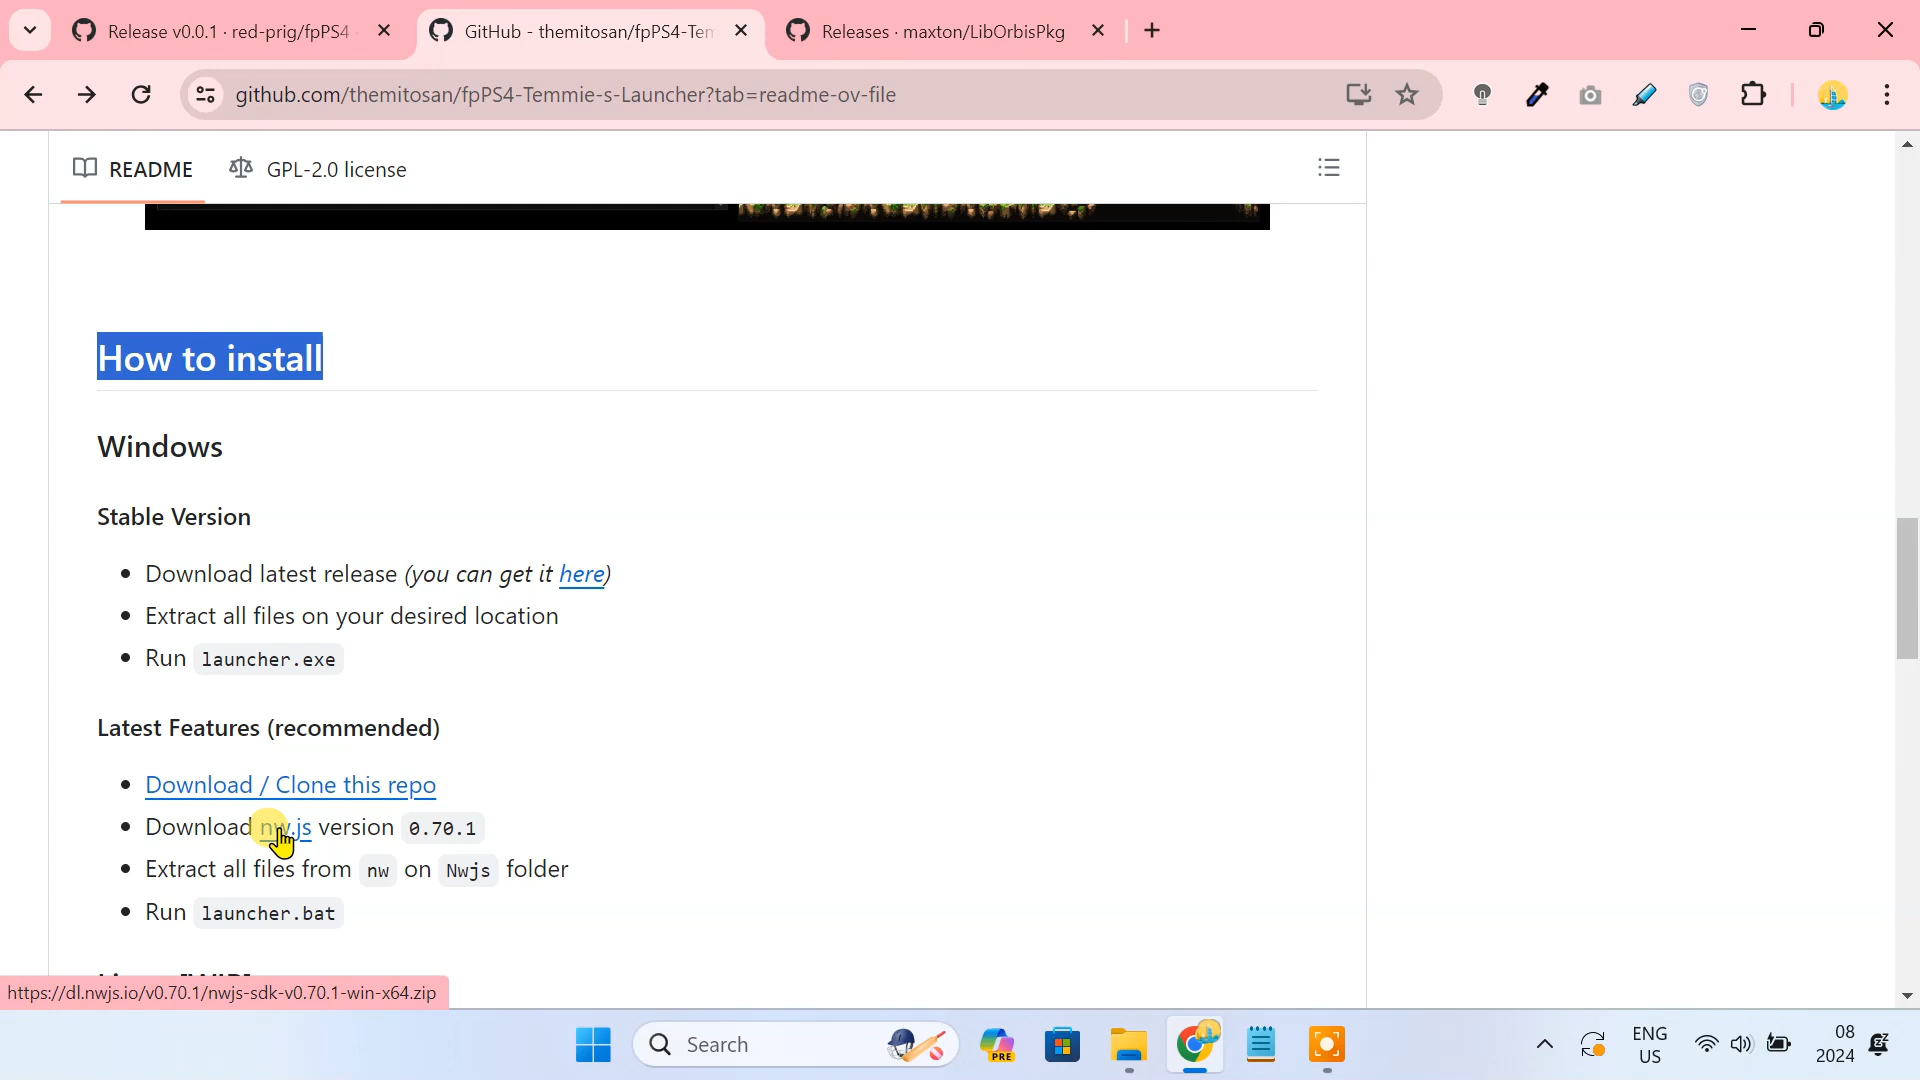 Release v0.0.1 · red-prig/fpPS4
GitHub - themitosan/fpPS4-Tem
Releases · maxton/LibOrbisPkg
github.com/themitosan/fpPS4-Temmie-s-Launcher?tab=readme-ov-file
README
GPL-2.0 license
How to install
Windows
Stable Version
Download latest release (you can get it here)
Extract all files on your desired location
Run launcher.exe
Latest Features (recommended)
Download / Clone this repo
Download nw.js version 0.70.1
Extract all files from nw on Nwjs folder
Run launcher.bat
https://dl.nwjs.io/v0.70.1/nwjs-sdk-v0.70.1-win-x64.zip
Search
PRE
ENG
US
08
2024